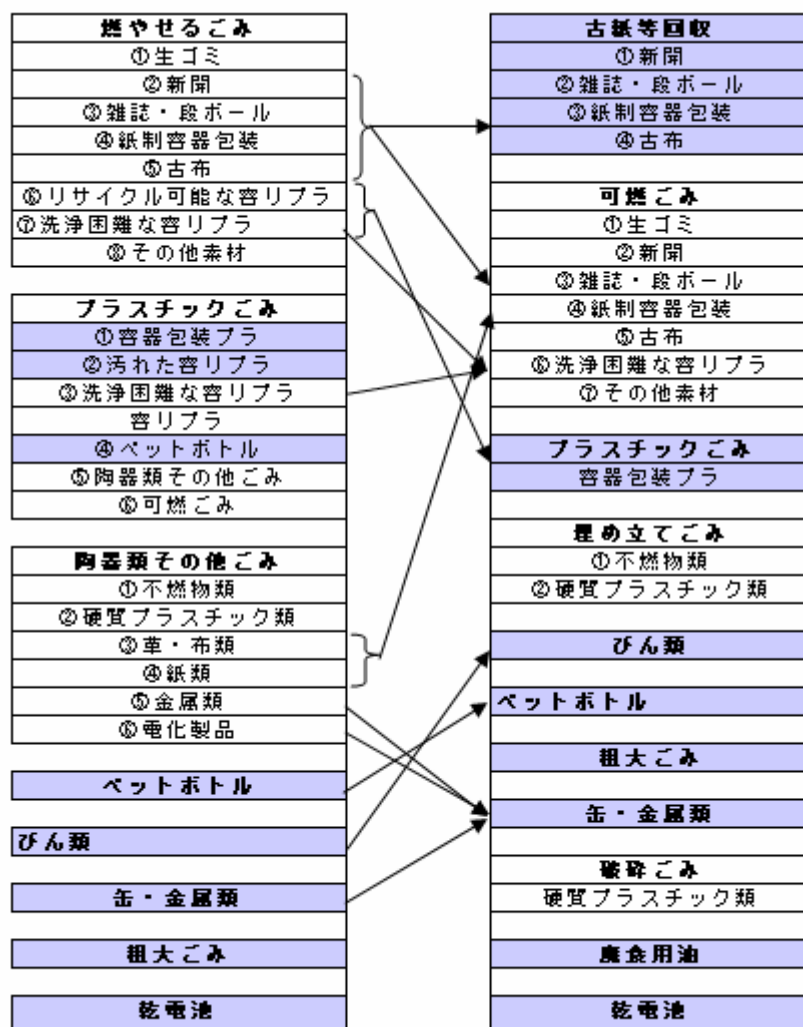 燃やせるごみ
①生ゴミ
②新開
③雑誌・段ボール
④紙制容器包装
⑤古布
⑥リサイクル可能な容リプラ
⑦洗浄困難な容リプラ
⑧その他素材
プラスチックごみ
①容器包装プラ
②汚れた容リプラ
③洗浄困難な容リプラ
容リプラ
④ペットボトル
⑤陶器類その他ごみ
⑥可燃ごみ
陶器類その他ごみ
①不燃物類
②硬質プラスチック類
③革・布類
④紙類
⑤金属類
⑥電化製品
ペットボトル
びん類
缶・金属類
粗大ごみ
乾電池
古紙等回収
①新開
②雑誌・段ボール
③紙制容器包装
④古布
可燃ごみ
①生ゴミ
②新開
③雑誌・段ボール
④紙制容器包装
⑤古布
⑥洗浄困難な容リプラ
⑦その他素材
プラスチックごみ
容器包装プラ
埋め立てごみ
①不燃物類
②硬質プラスチック類
びん類
ペットボトル
粗大ごみ
缶・金属類
破砕ごみ
硬質プラスチック類
廃食用油
乾電池